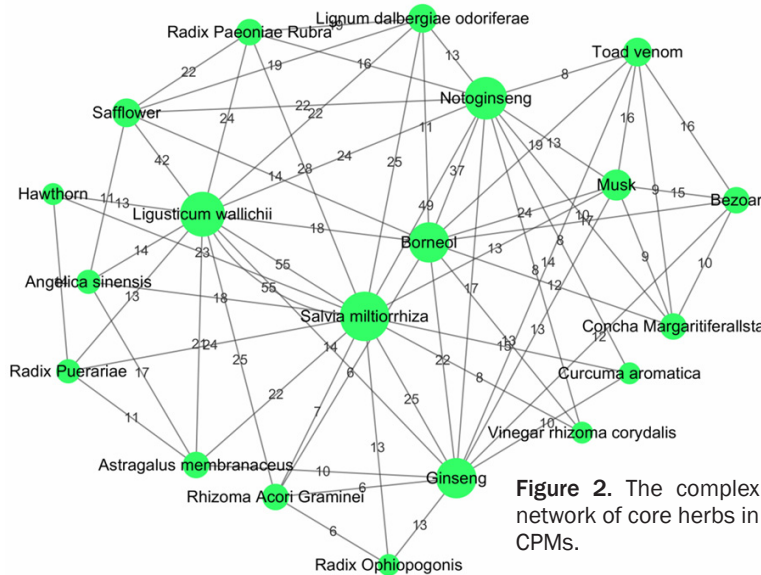 Lignum dalbergiae odoriferae
Radix Paeoniae Rubra
19
Toad venom
13
22
19
16
8
Notoginseng
Safflower
22
22
24
11
16
16
42
24
25
19
13
37
14
28
Hawthorn
11
13
Musk
9
15
Bezoar
Ligusticum wallichii
49
24
10
17
18
Borneol
14
23
13
8
9
55
14
10
Angelica sinensis
8
55
17
12
13
18
Salvia miltiorrhiza
13
Concha Margaritiferallsta
12
24
14
13
25
22
Radix Puerariae
17
6
8
Curcuma aromatica
22
25
7
11
10
Vinegar rhizoma corydalis
13
Astragalus membranaceus
10
Ginseng
6
Rhizoma Acori Graminei
13
6
Radix Ophiopogonis
Figure 2. The complex
network of core herbs in
CPMs.